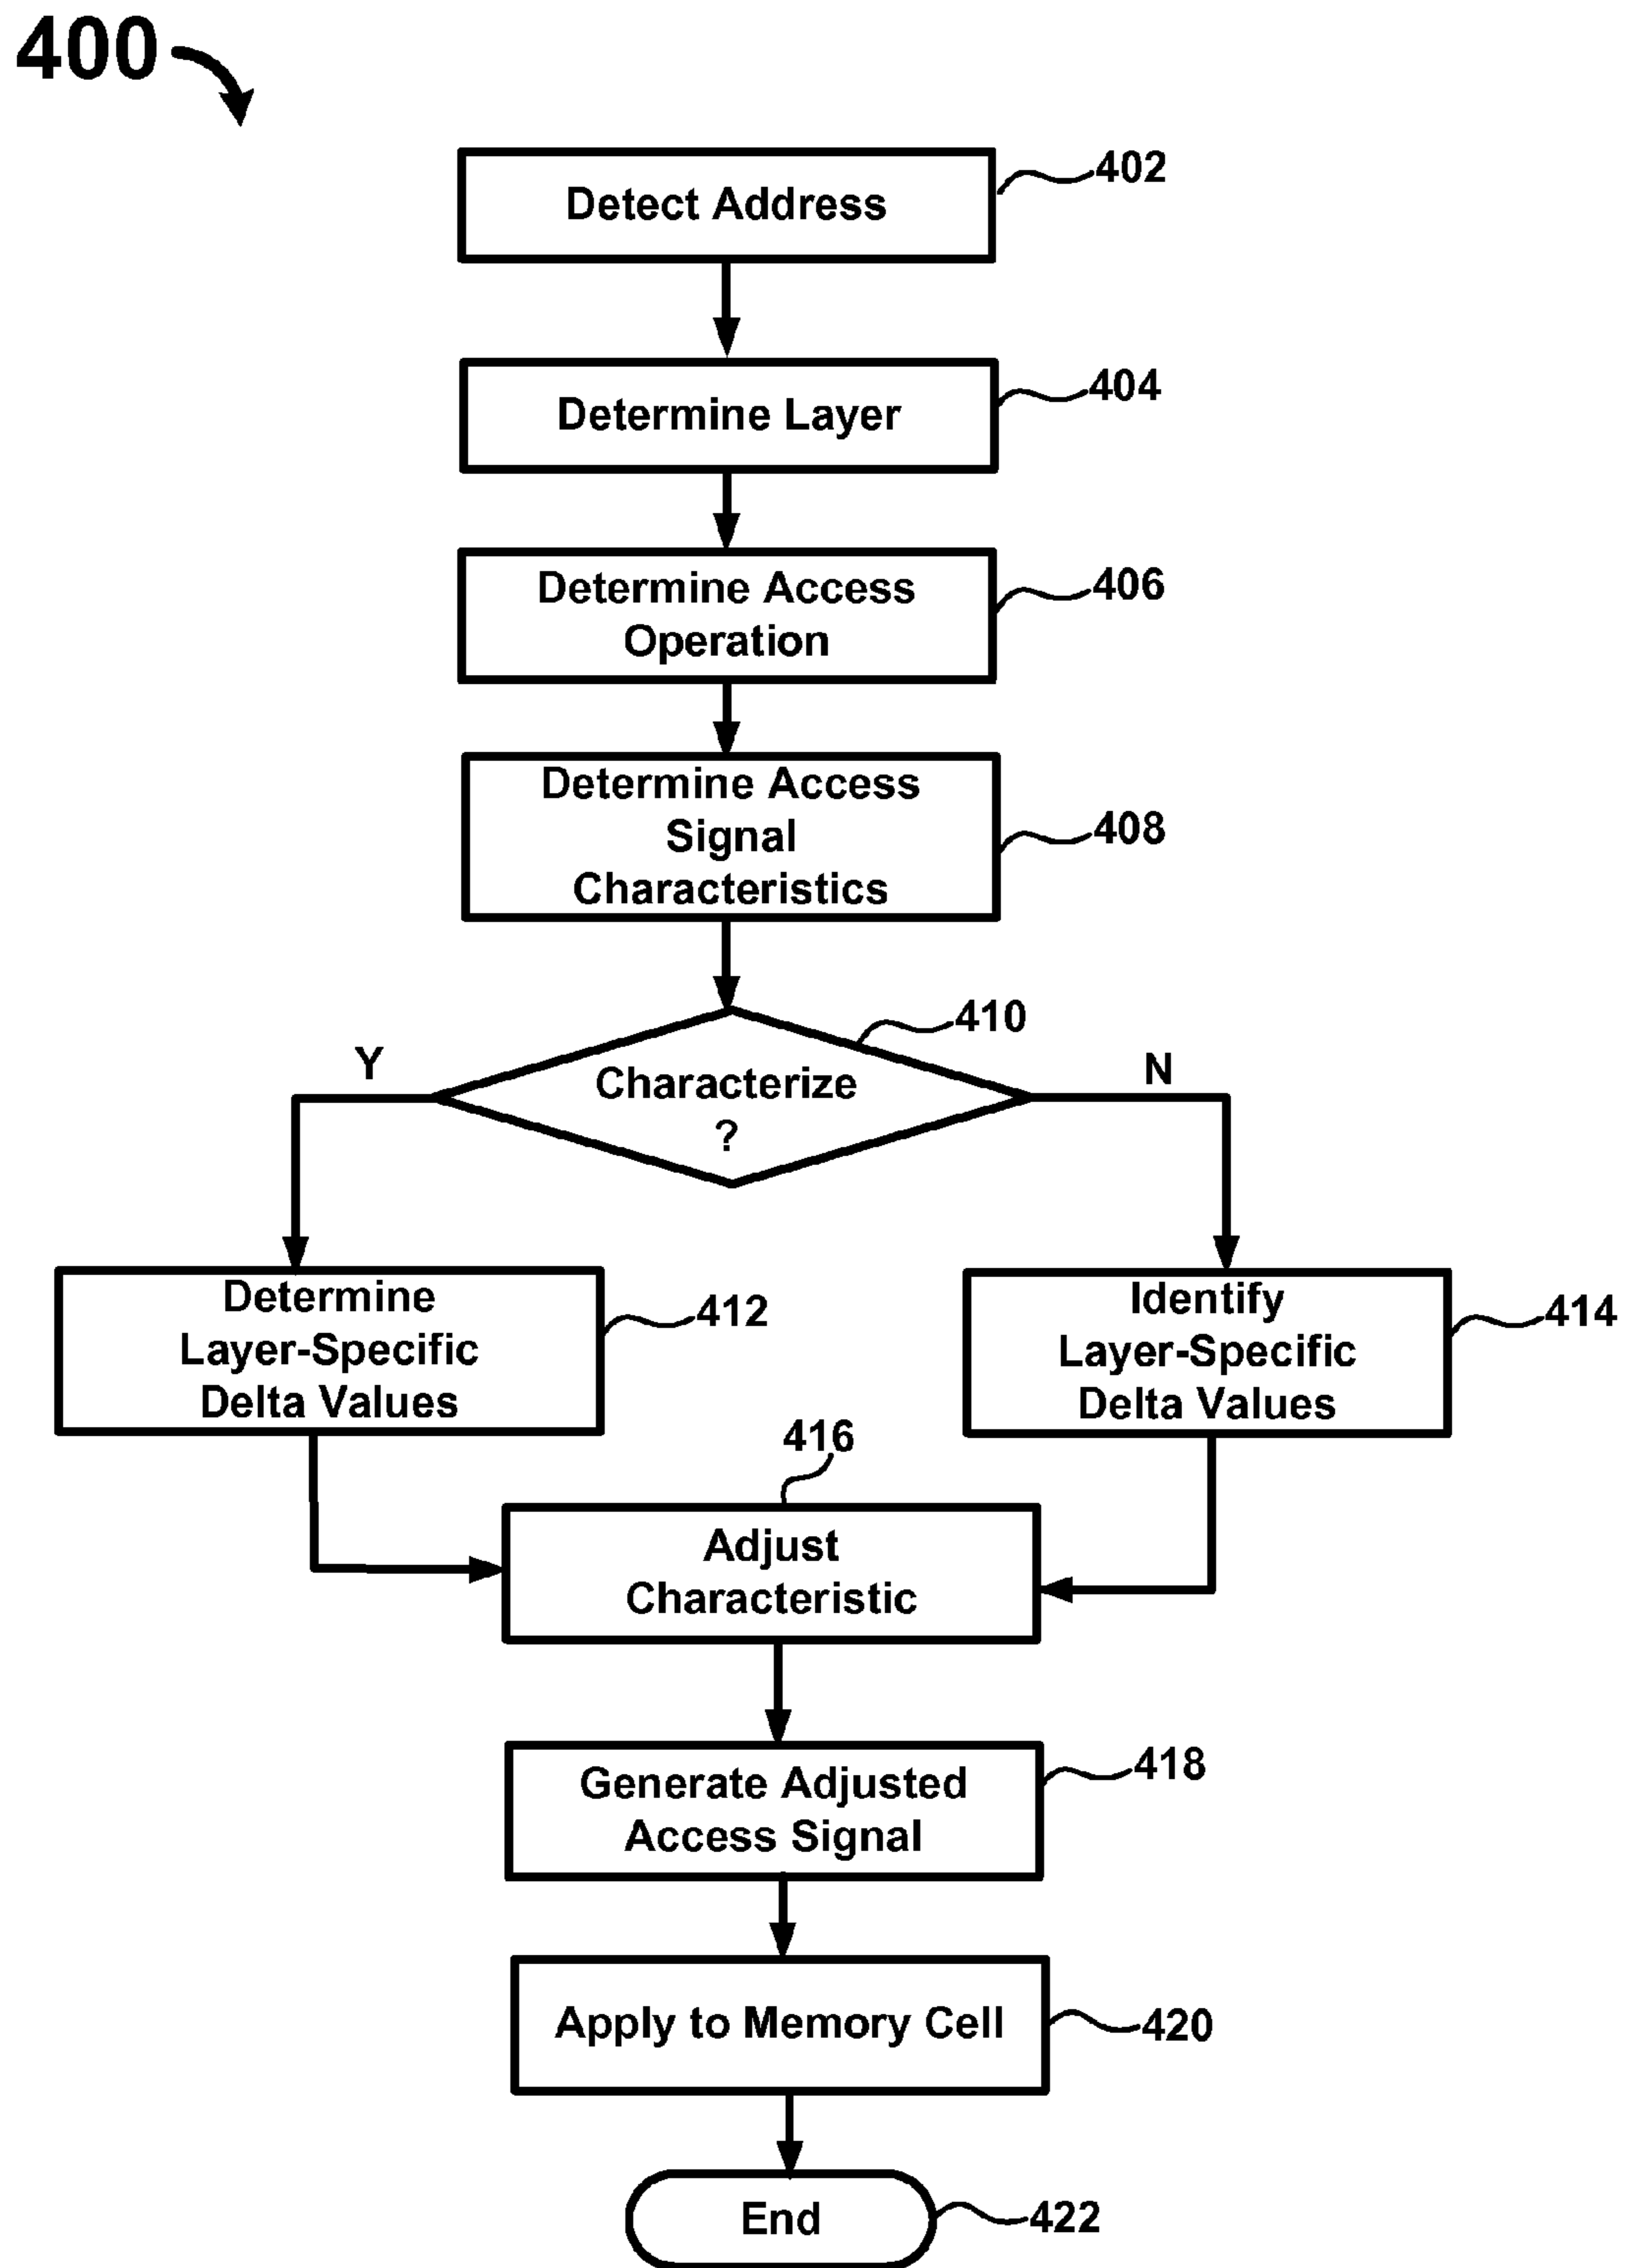 400
Detect Address
402
Determine Layer
404
Determine Access
Operation
406
Determine Access
Signal
Characteristics
408
Characterize
?
410
Y
N
Determine
Layer-Specific
Delta Values
412
Identify
Layer-Specific
Delta Values
414
416
Adjust
Characteristic
Generate Adjusted
Access Signal
418
Apply to Memory Cell
420
End
422